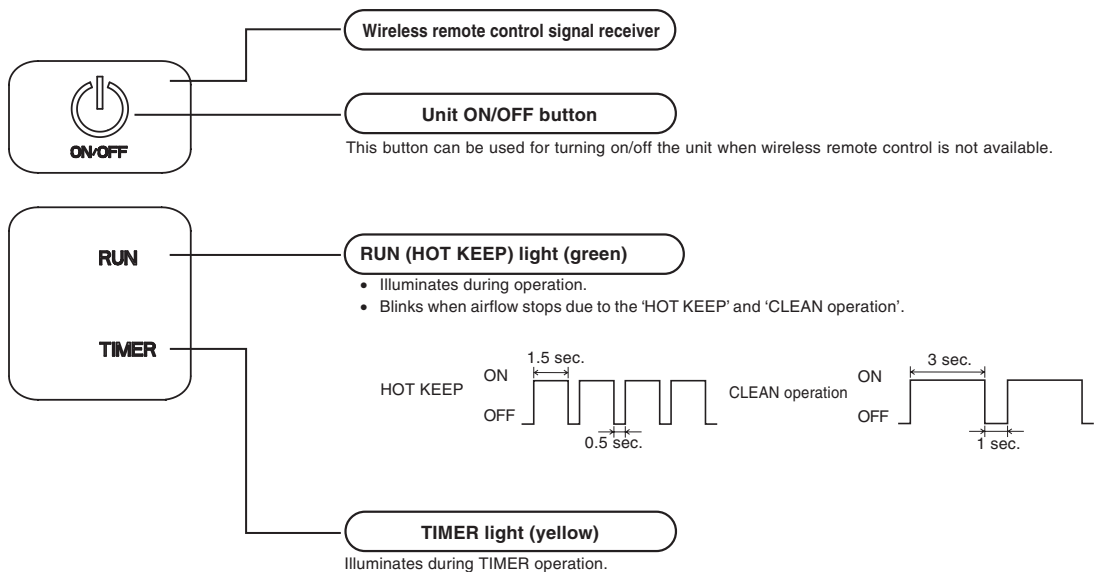 Wireless remote control signal receiver
Unit ON/OFF button
ON/OFF
This button can be used for turning on/off the unit when wireless remote control is not available.
RUN
RUN (HOT KEEP) light (green)
• Illuminates during operation.
• Blinks when airflow stops due to the ‘HOT KEEP’ and ‘CLEAN operation’.
TIMER
HOT KEEP
ON
OFF
1.5 sec.
0.5 sec.
CLEAN operation
ON
OFF
3 sec.
1 sec.
TIMER light (yellow)
Illuminates during TIMER operation.